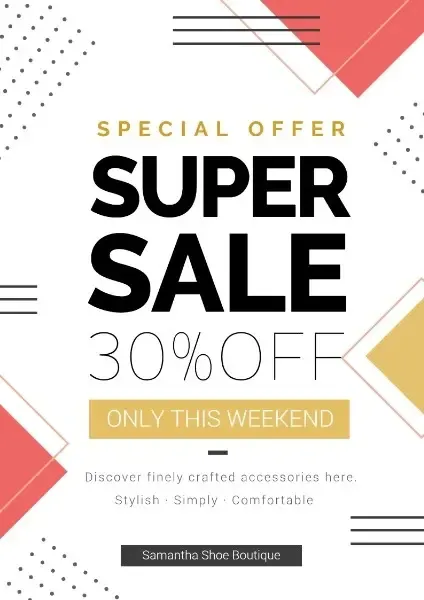 SPECIAL OFFER
SUPER
SALE
30%OFF
ONLY THIS WEEKEND
Discover finely crafted accessories here.
Stylish · Simply · Comfortable
Samantha Shoe Boutique